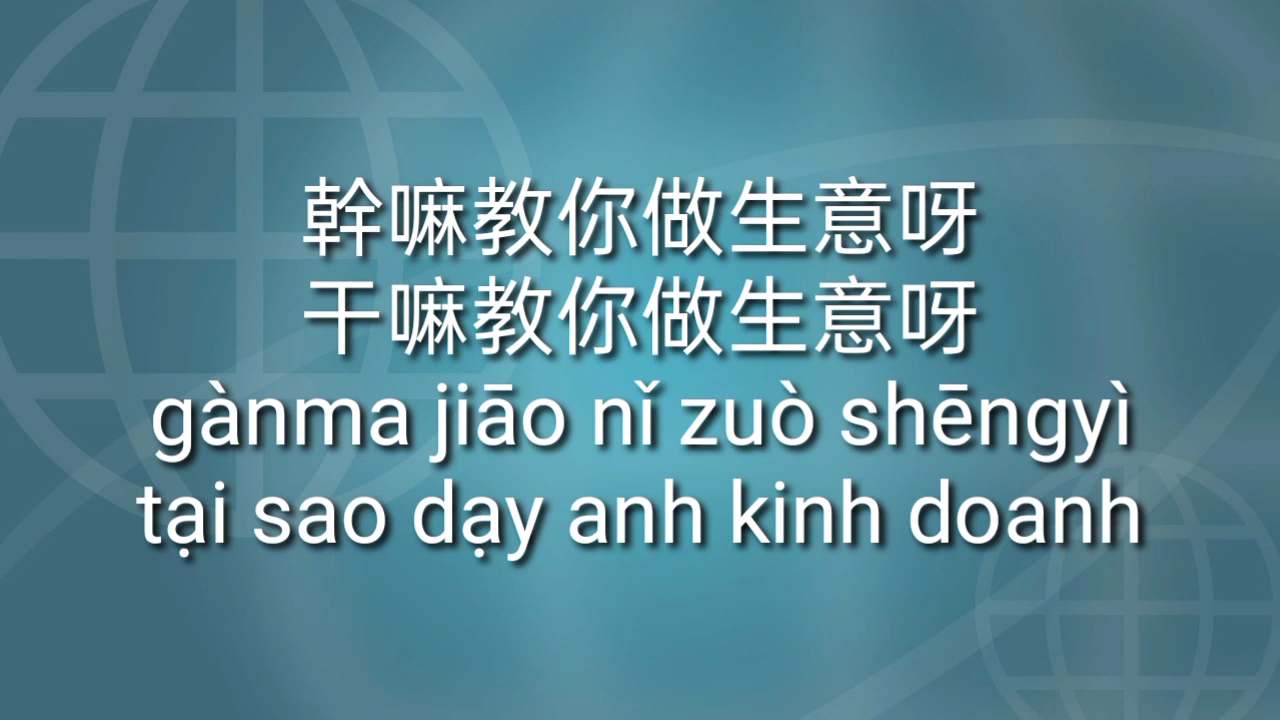 幹嘛教你做生意呀
干嘛教你做生意呀
gànma jiāo nǐ zuò shēngyì
tại sao dạy anh kinh doanh